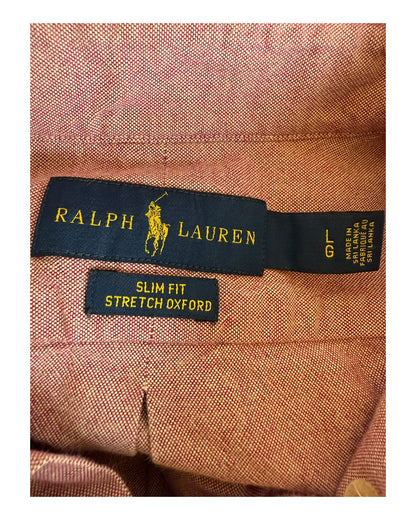 RALPH LAUREN
L
G
MADE IN
SRI LANKA
FABRIQUÉ AU
SRI LANKA
SLIM FIT
STRETCH OXFORD